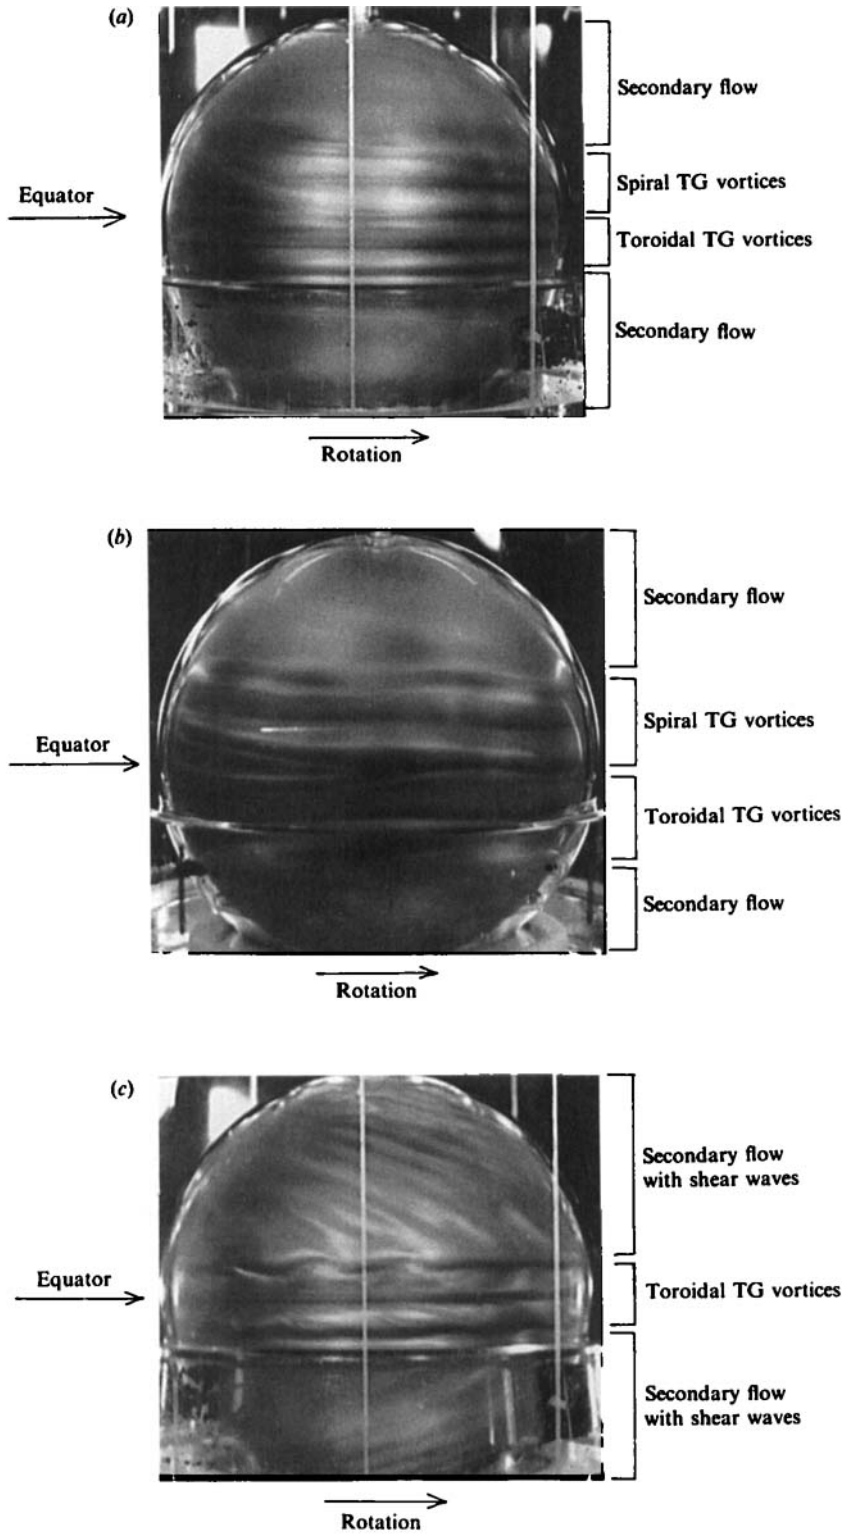 (a)
Secondary flow
Spiral TG vortices
Equator
Toroidal TG vortices
Secondary flow
Rotation
(b)
Secondary flow
Spiral TG vortices
Equator
Toroidal TG vortices
Secondary flow
Rotation
(c)
Secondary flow
with shear waves
Equator
Toroidal TG vortices
Secondary flow
with shear waves
Rotation